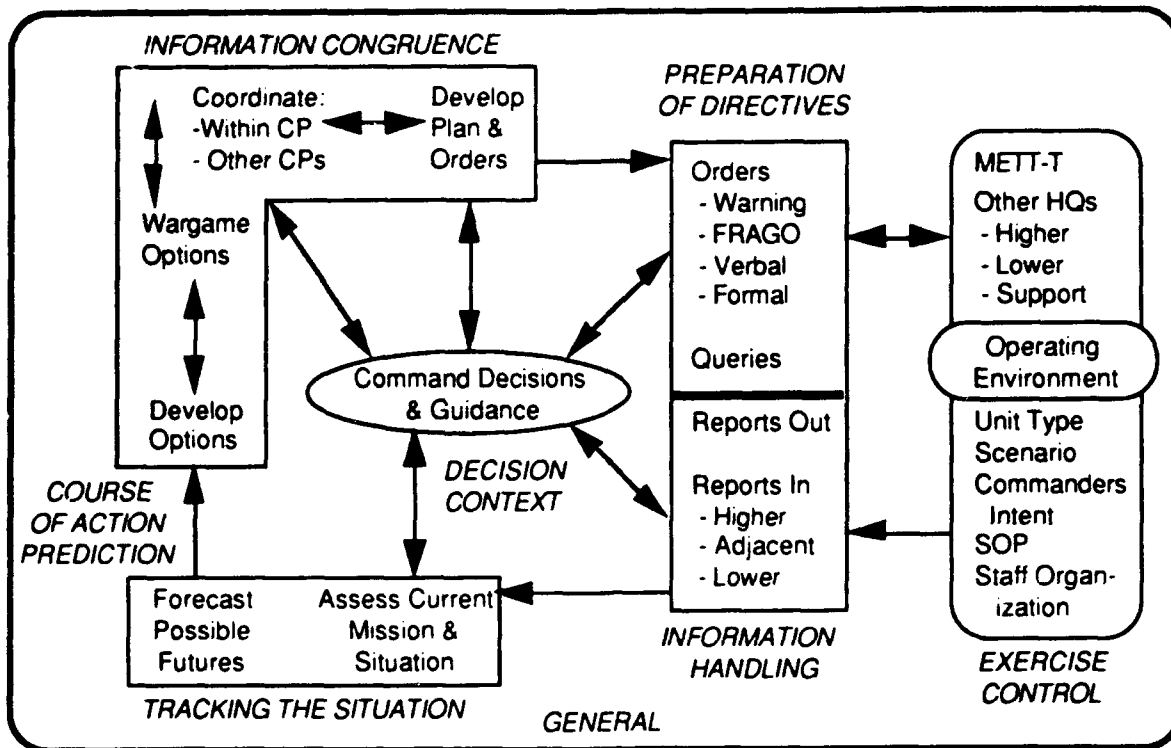 INFORMATION CONGRUENCE
Coordinate:
-Within CP
- Other CPs
Develop
Plan &
Orders
Wargame
Options
Develop
Options
COURSE
OF ACTION
PREDICTION
Forecast
Possible
Futures
Assess Current
Mission &
Situation
TRACKING THE SITUATION
Command Decisions
& Guidance
DECISION
CONTEXT
PREPARATION
OF DIRECTIVES
Orders
- Warning
- FRAGO
- Verbal
- Formal
Queries
Reports Out
Reports In
- Higher
- Adjacent
- Lower
INFORMATION
HANDLING
METT-T
Other HQs
- Higher
- Lower
- Support
Operating
Environment
Unit Type
Scenario
Commanders
Intent
SOP
Staff Organ-
ization
EXERCISE
CONTROL
GENERAL